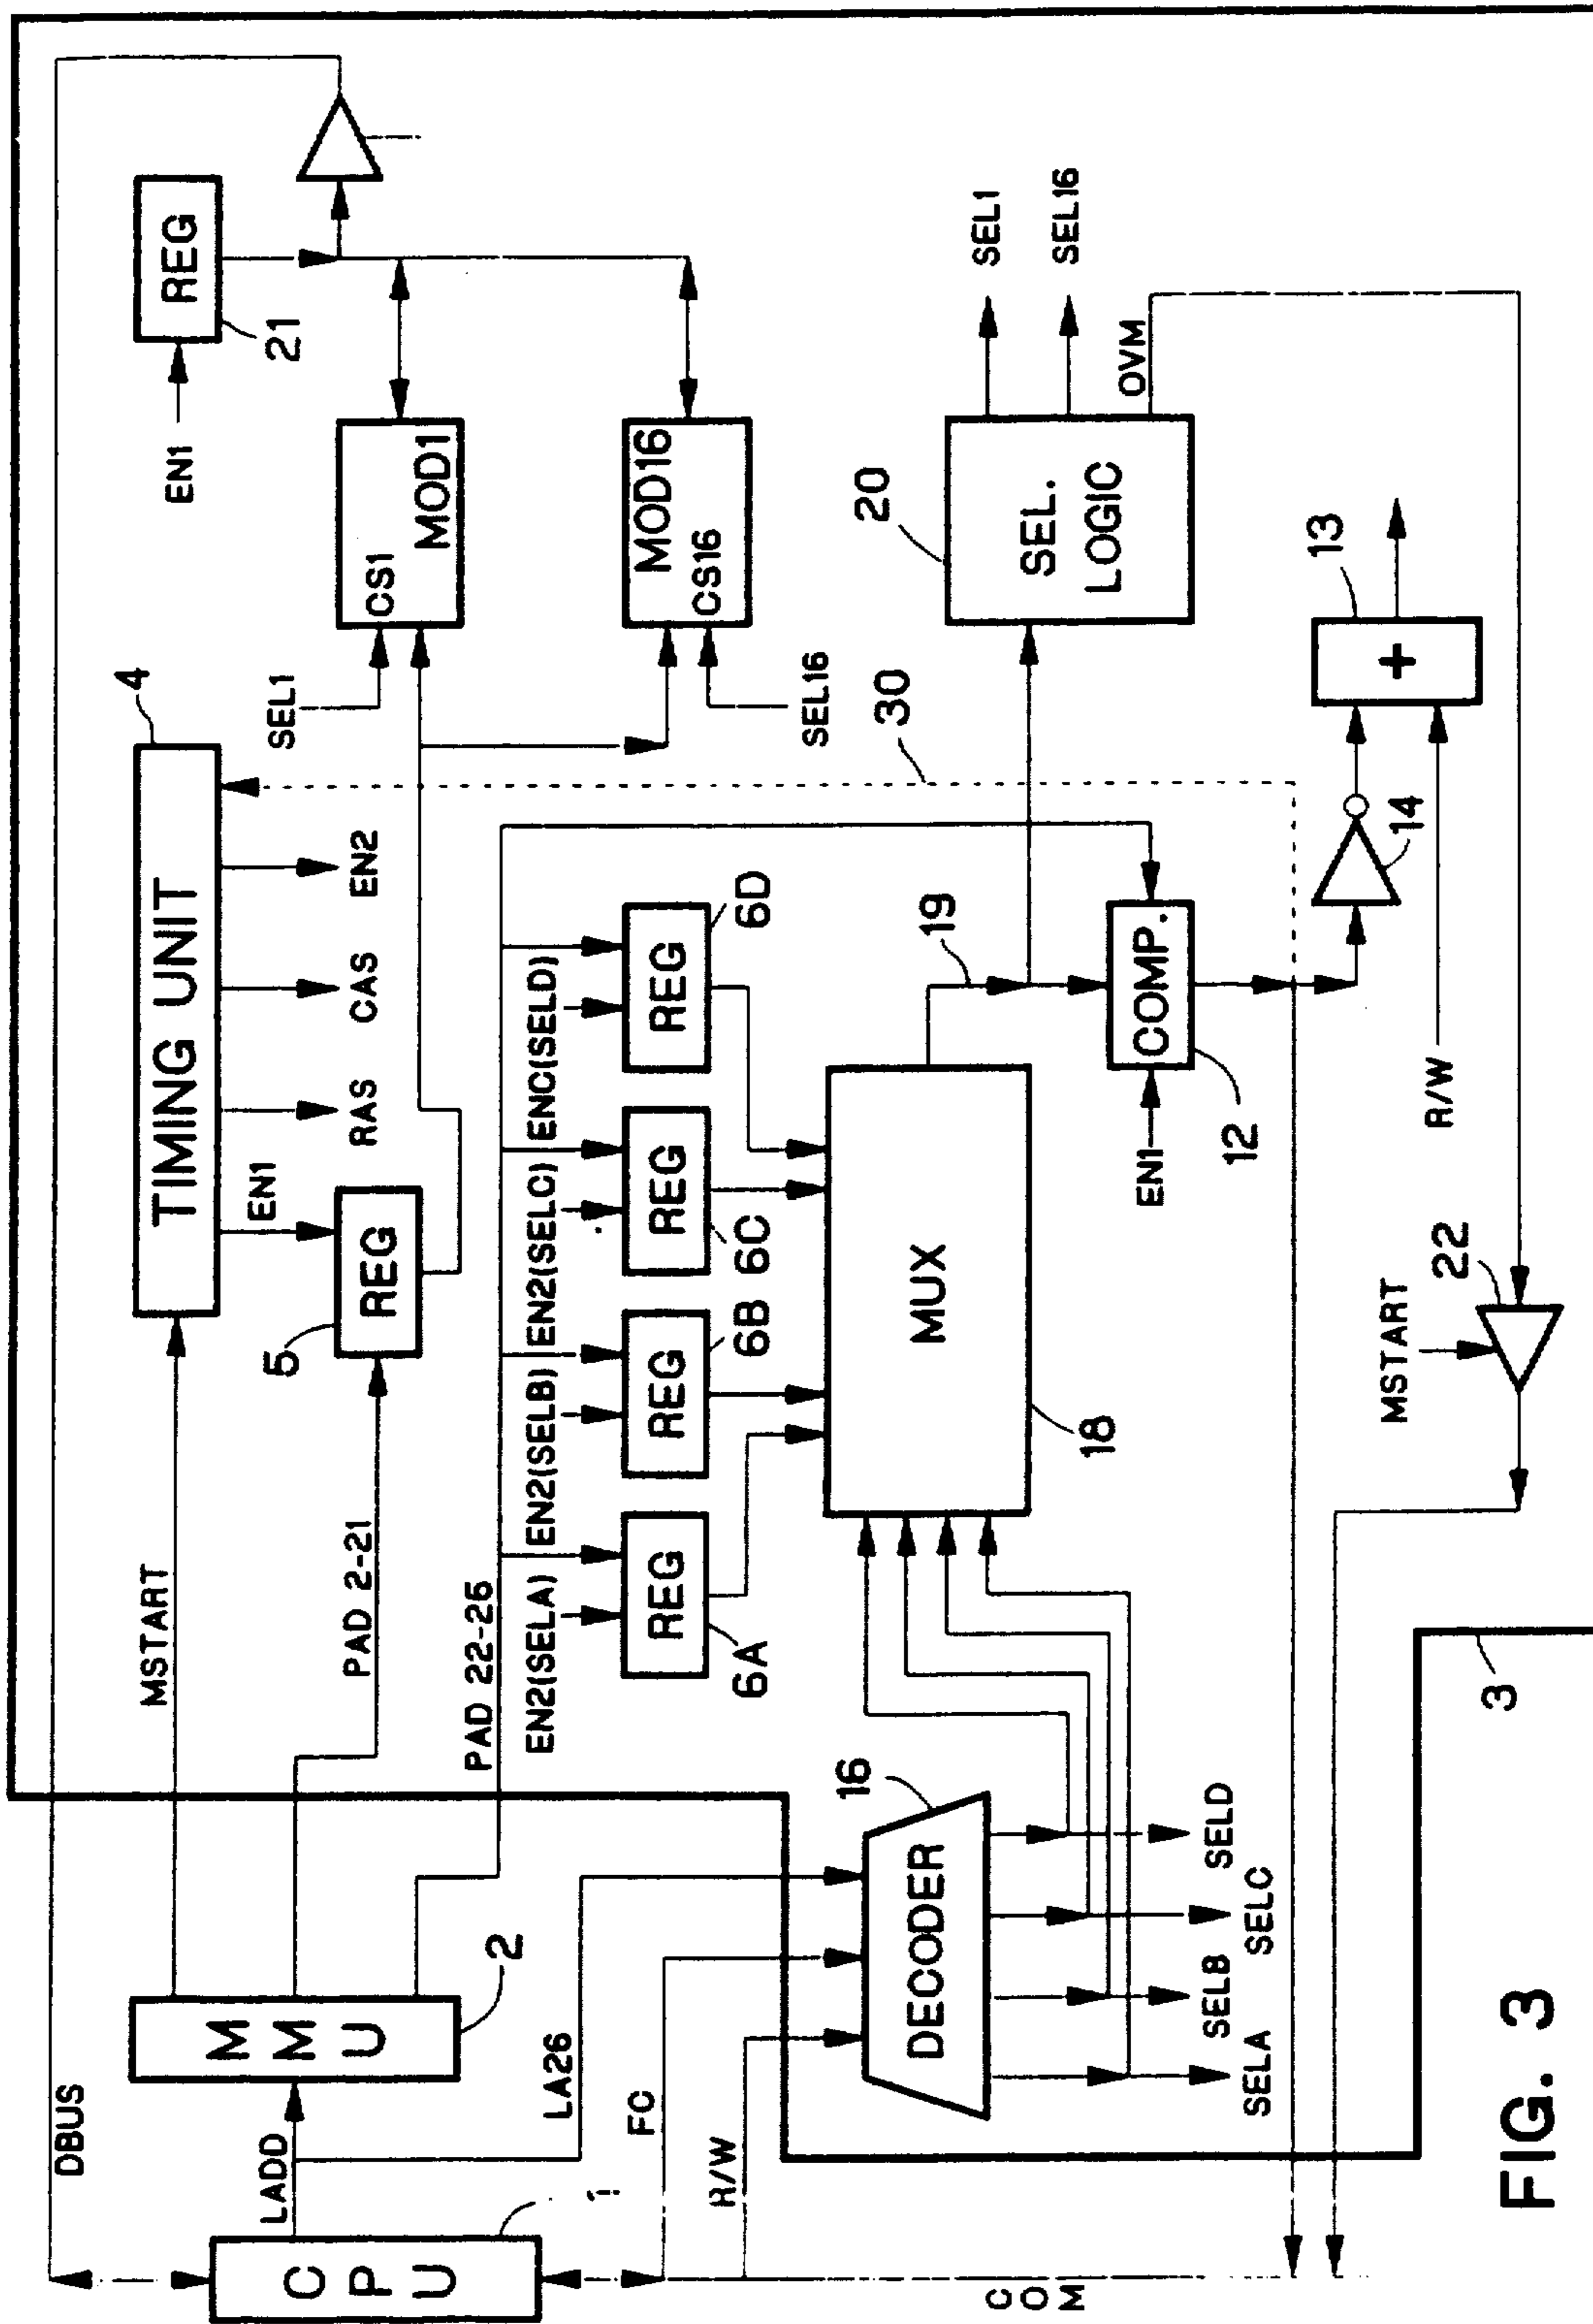 DBUS
CPU
1
LADD
MMU
2
LA26
FC
R/W
COM
MSTART
PAD 2-21
PAD 22-26
TIMING UNIT
4
EN1
RAS
CAS
EN2
REG
5
EN1
REG
21
SEL1
CS1
MOD1
MOD16
CS16
SEL16
EN2(SELA)
EN2(SELB)
EN2(SELC)
ENC(SELD)
REG
6A
REG
6B
REG
6C
REG
6D
DECODER
16
SELA
SELB
SELC
SELD
MUX
18
19
EN1
COMP.
12
30
SEL.
LOGIC
20
SEL1
SEL16
OVM
14
R/W
+
13
MSTART
22
3
FIG. 3